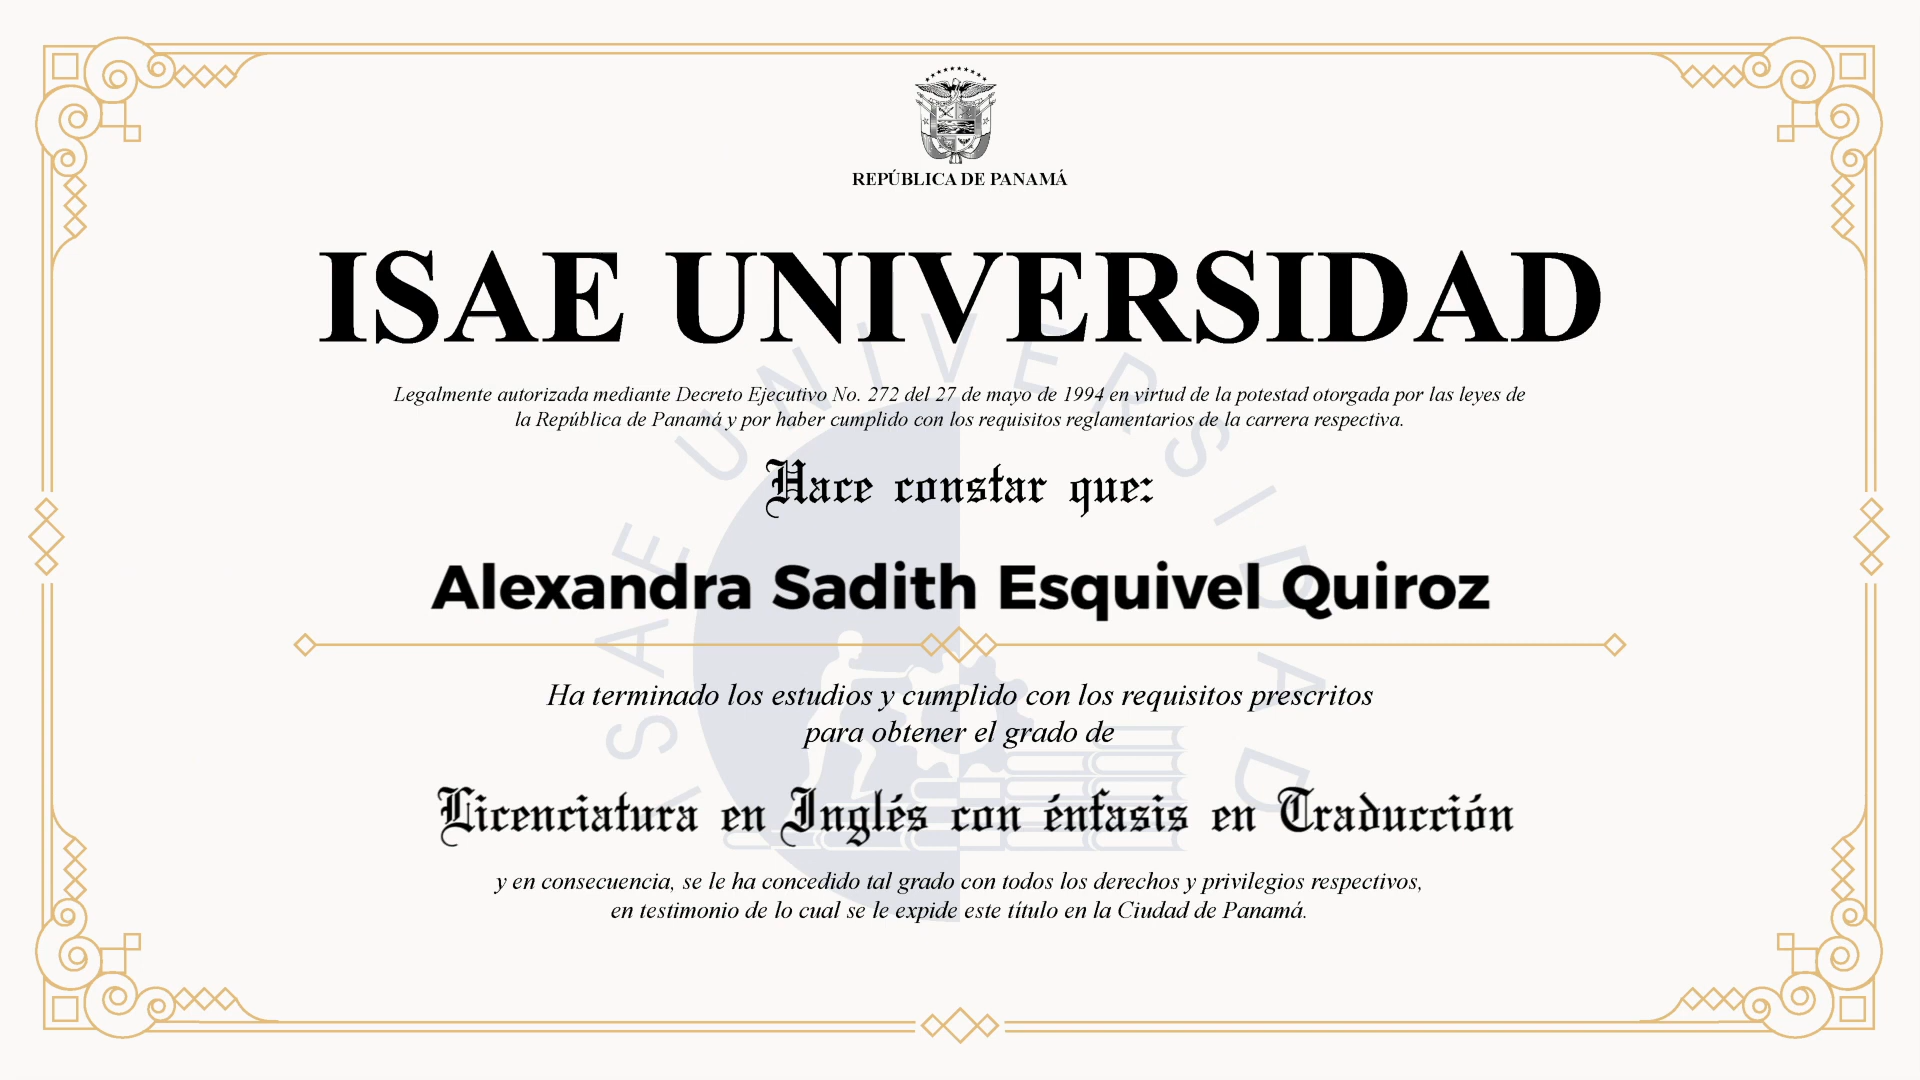 REPÚBLICA DE PANAMÁ
ISAE UNIVERSIDAD
Legalmente autorizada mediante Decreto Ejecutivo No. 272 del 27 de mayo de 1994 en virtud de la potestad otorgada por las leyes de
la República de Panamá y por haber cumplido con los requisitos reglamentarios de la carrera respectiva.
Hace constar que:
Alexandra Sadith Esquivel Quiroz
Ha terminado los estudios y cumplido con los requisitos prescritos
para obtener el grado de
Licenciatura en Inglés con énfasis en Traducción
y en consecuencia, se le ha concedido tal grado con todos los derechos y privilegios respectivos,
en testimonio de lo cual se le expide este título en la Ciudad de Panamá.
ISAE UNIVERSIDAD